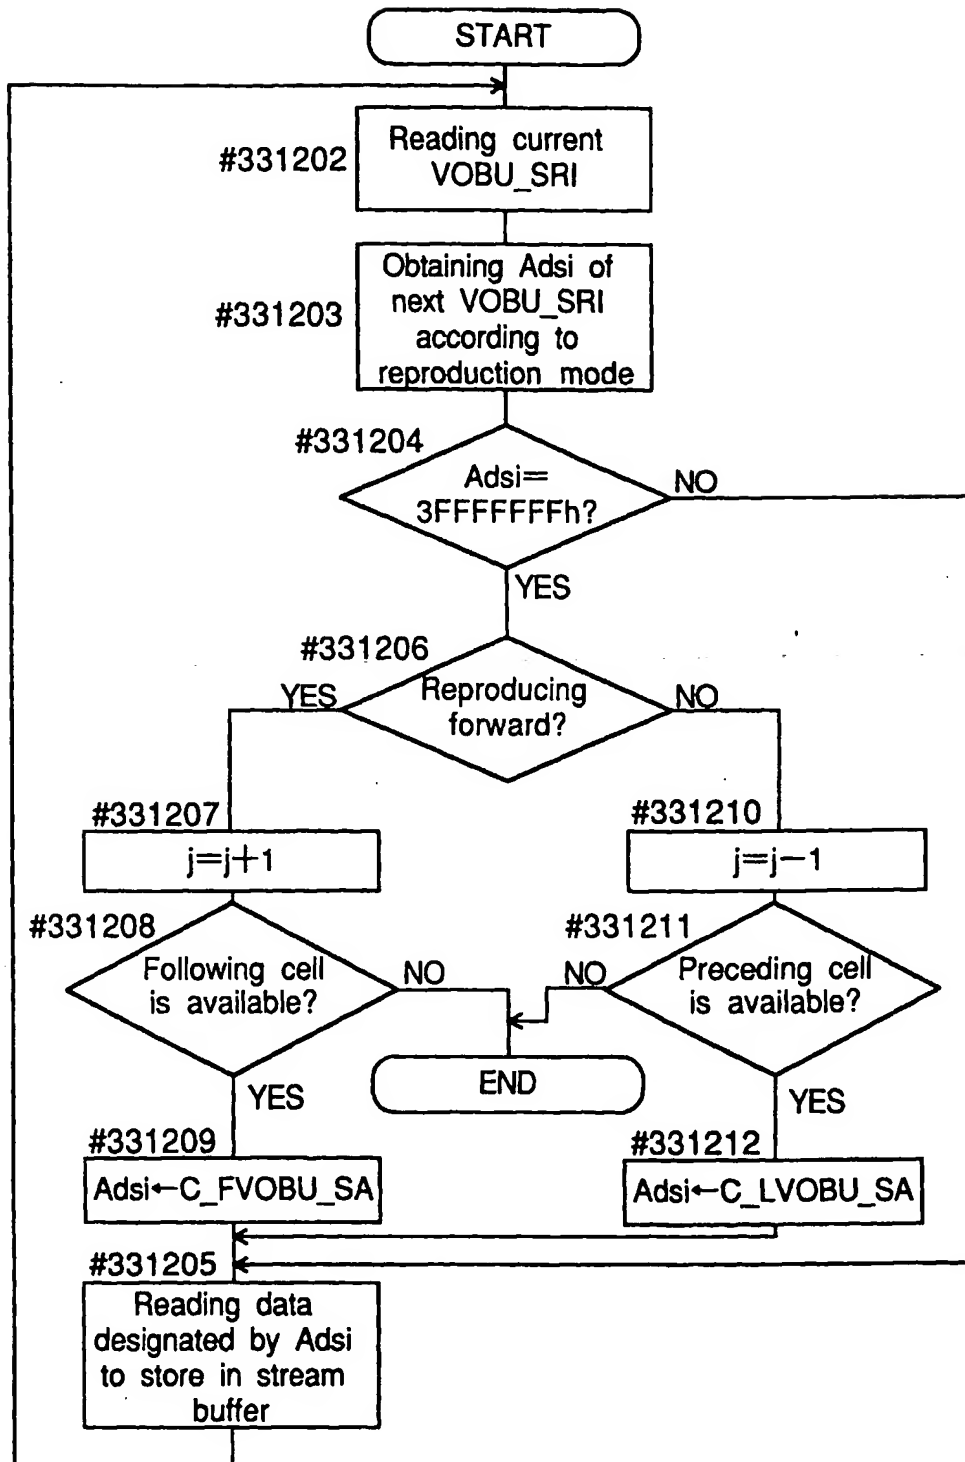 START
#331202
Reading current
VOBU_SRI
#331203
Obtaining Adsi of
next VOBU_SRI
according to
reproduction mode
#331204
Adsi=
3FFFFFFFh?
NO
YES
#331206
Reproducing
forward?
YES
NO
#331207
j=j+1
#331210
j=j-1
#331208
Following cell
is available?
NO
#331211
Preceding cell
is available?
NO
END
YES
YES
#331209
Adsi←C_FVOBU_SA
#331212
Adsi←C_LVOBU_SA
#331205
Reading data
designated by Adsi
to store in stream
buffer